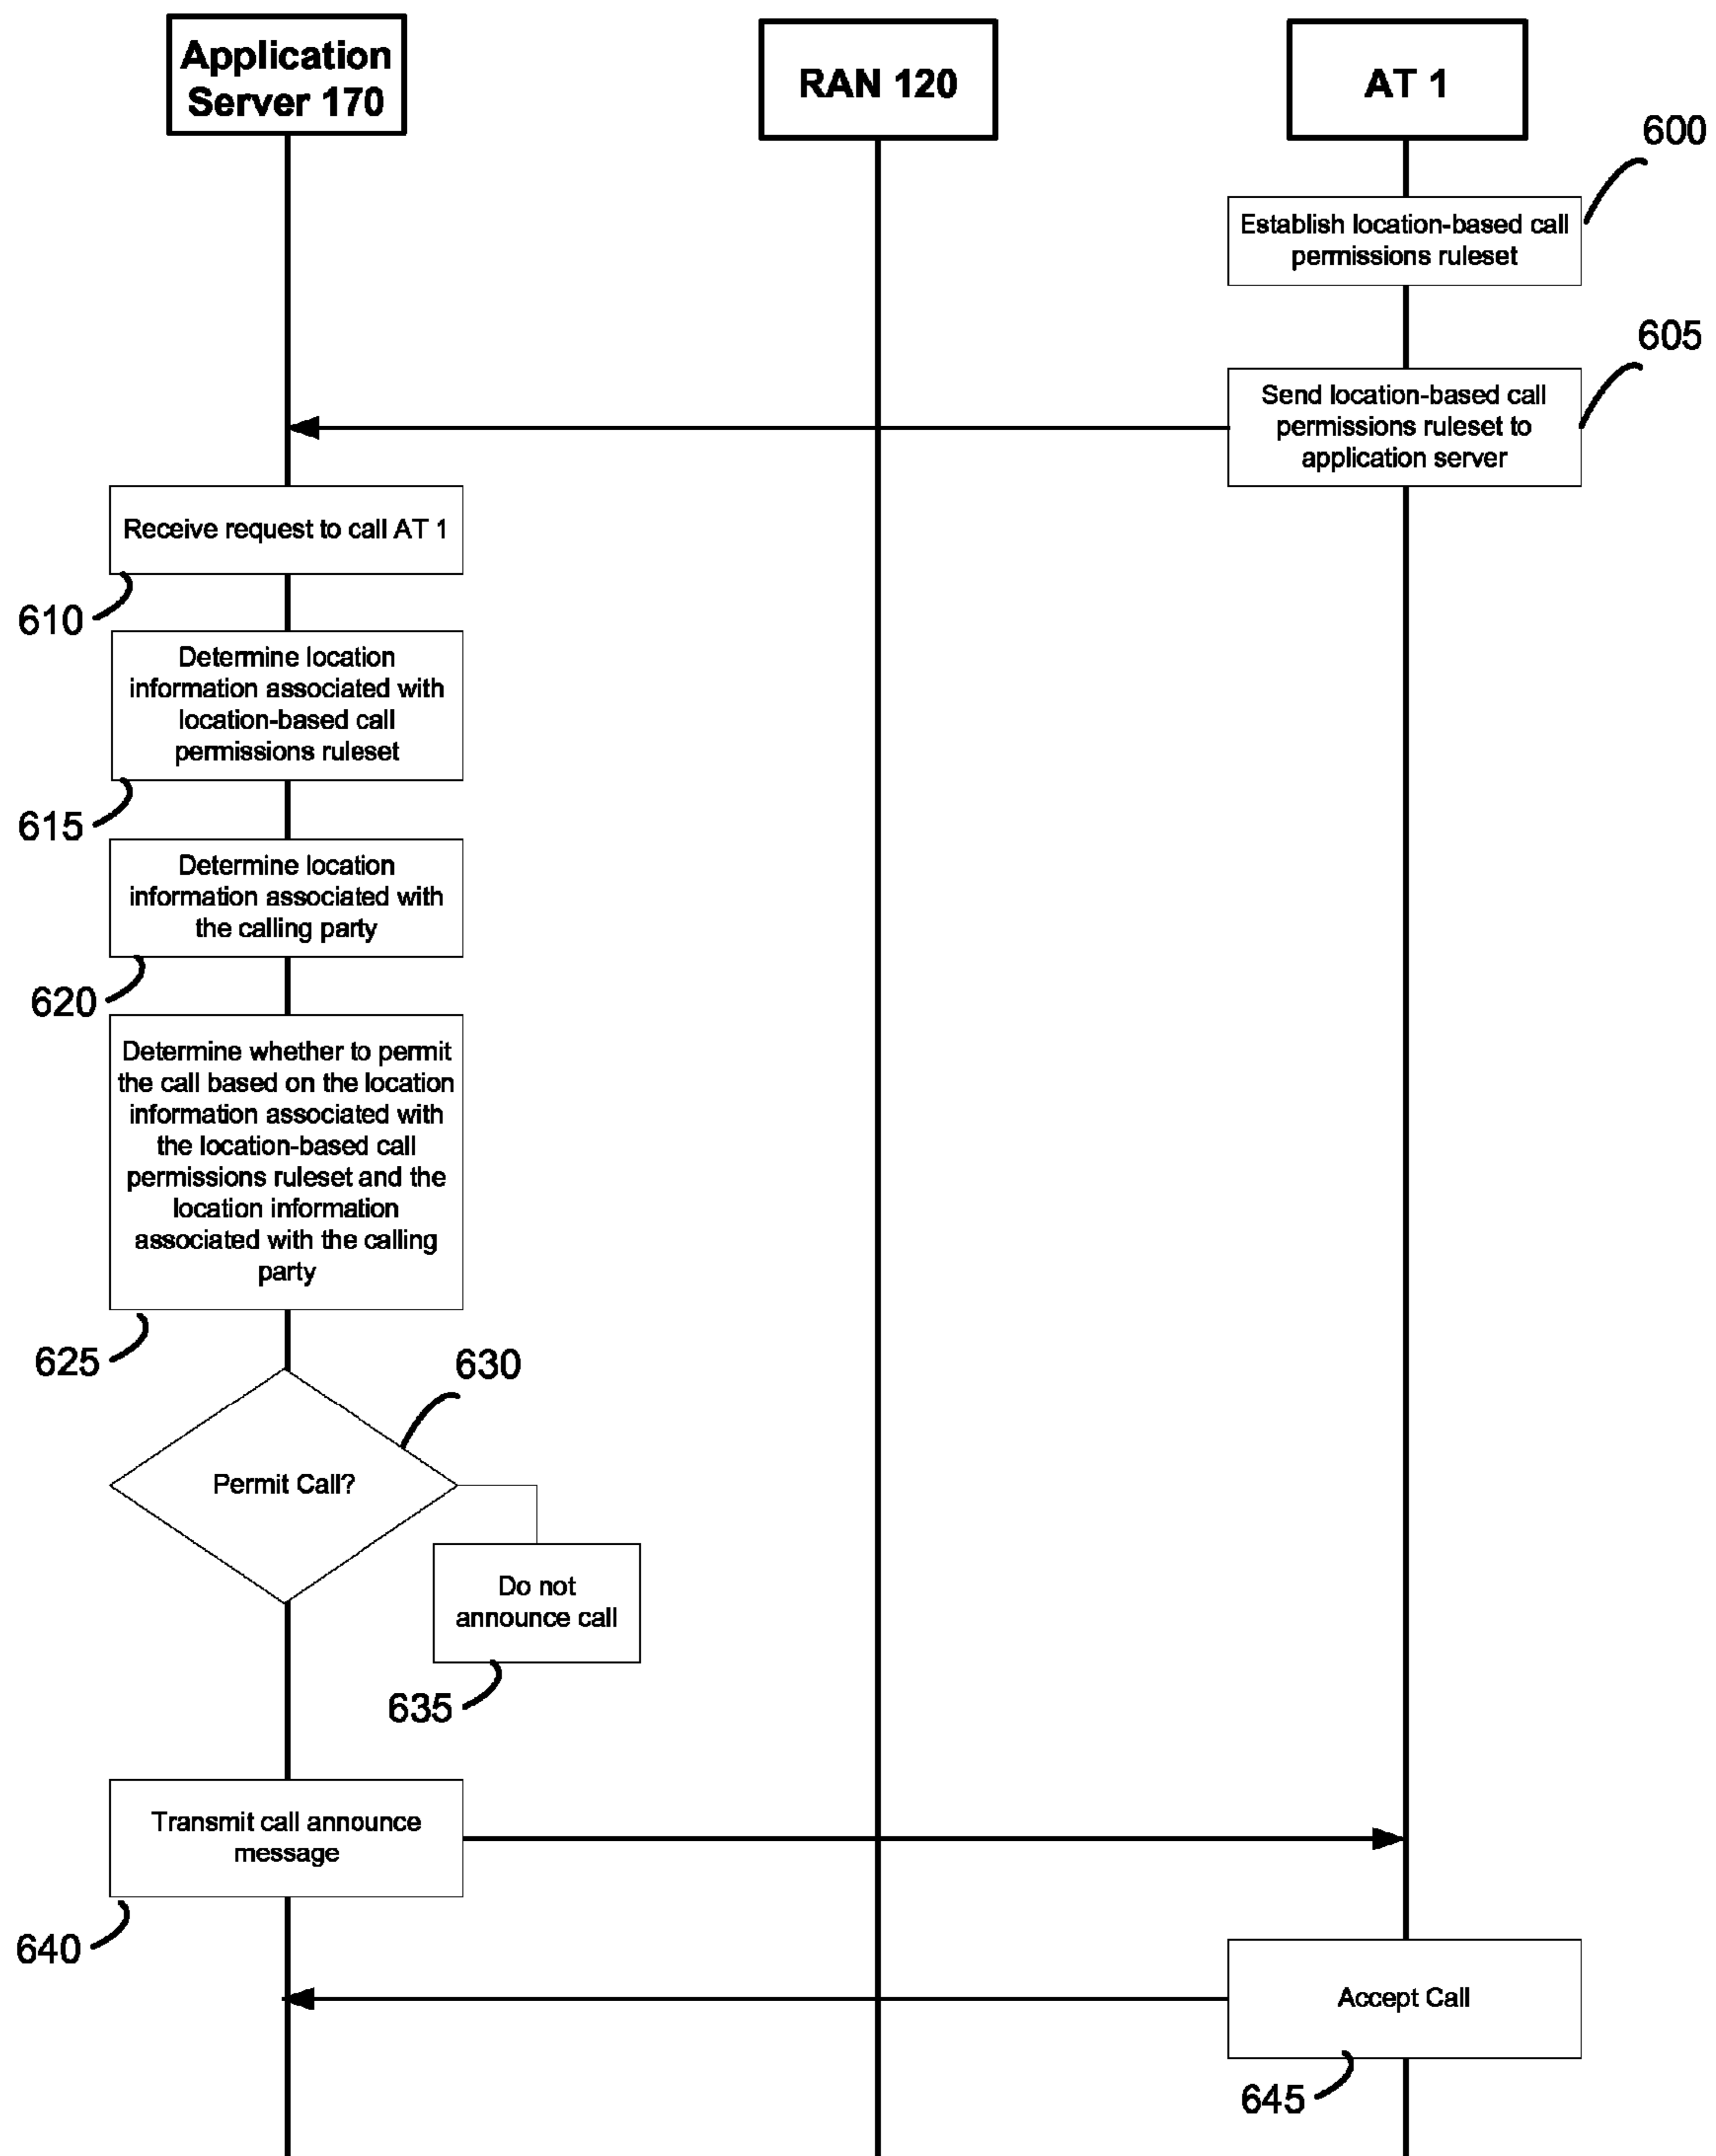 Application
Server 170
RAN 120
AT 1
600
Establish location-based call
permissions ruleset
605
Send location-based call
permissions ruleset to
application server
Receive request to call AT 1
610
Determine location
information associated with
location-based call
permissions ruleset
615
Determine location
information associated with
the calling party
620
Determine whether to permit
the call based on the location
information associated with
the location-based call
permissions ruleset and the
location information
associated with the calling
party
625
630
Permit Call?
Do not
announce call
635
Transmit call announce
message
640
Accept Call
645